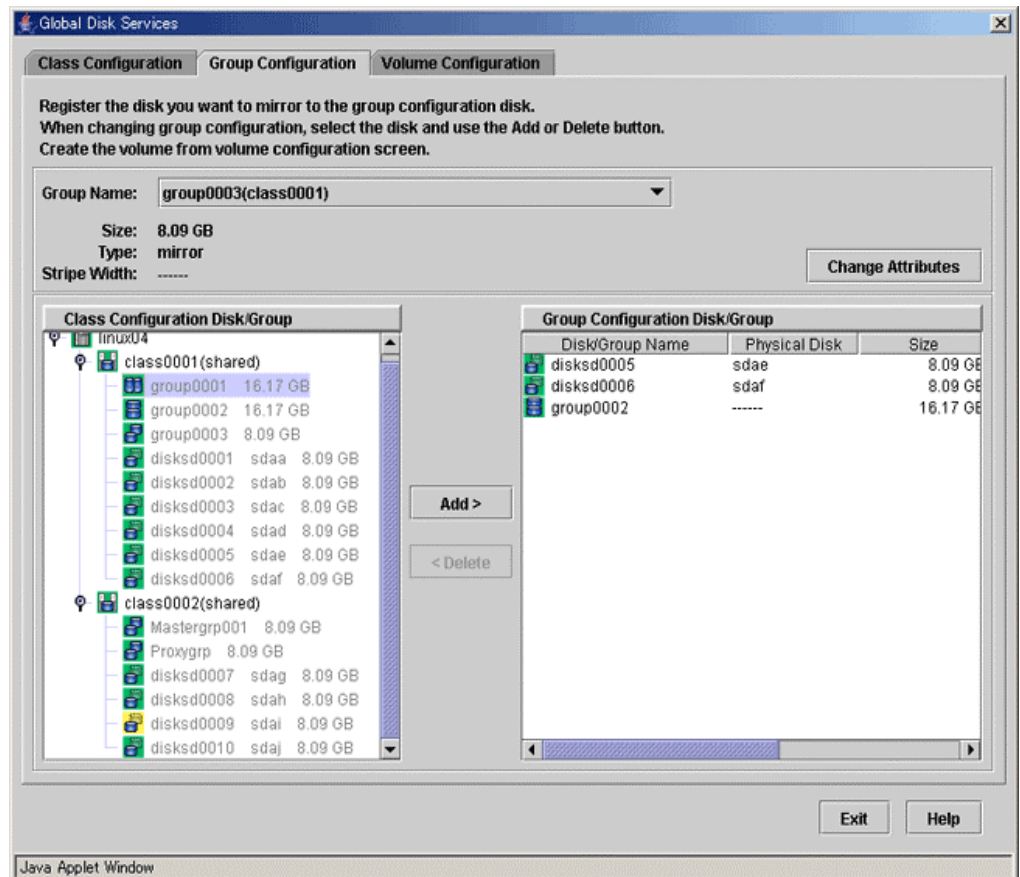 Global Disk Services
Class Configuration Group Configuration Volume Configuration
Register the disk you want to mirror to the group configuration disk.
When changing group configuration, select the disk and use the Add or Delete button.
Create the volume from volume configuration screen.
Group Name: group0003(class0001)
Size: 8.09 GB
Type: mirror
Stripe Width: ------
Change Attributes
Class Configuration Disk/Group
linux04
class0001(shared)
group0001 16.17 GB
group0002 16.17 GB
group0003 8.09 GB
disksd0001 sdaa 8.09 GB
disksd0002 sdab 8.09 GB
disksd0003 sdac 8.09 GB
disksd0004 sdad 8.09 GB
disksd0005 sdae 8.09 GB
disksd0006 sdaf 8.09 GB
class0002(shared)
Mastergrp001 8.09 GB
Proxygrp 8.09 GB
disksd0007 sdag 8.09 GB
disksd0008 sdah 8.09 GB
disksd0009 sdai 8.09 GB
disksd0010 sdaj 8.09 GB
Add >
< Delete
Group Configuration Disk/Group
Disk/Group Name Physical Disk Size
disksd0005 sdae 8.09 GB
disksd0006 sdaf 8.09 GB
group0002 ------ 16.17 GB
Exit Help
Java Applet Window